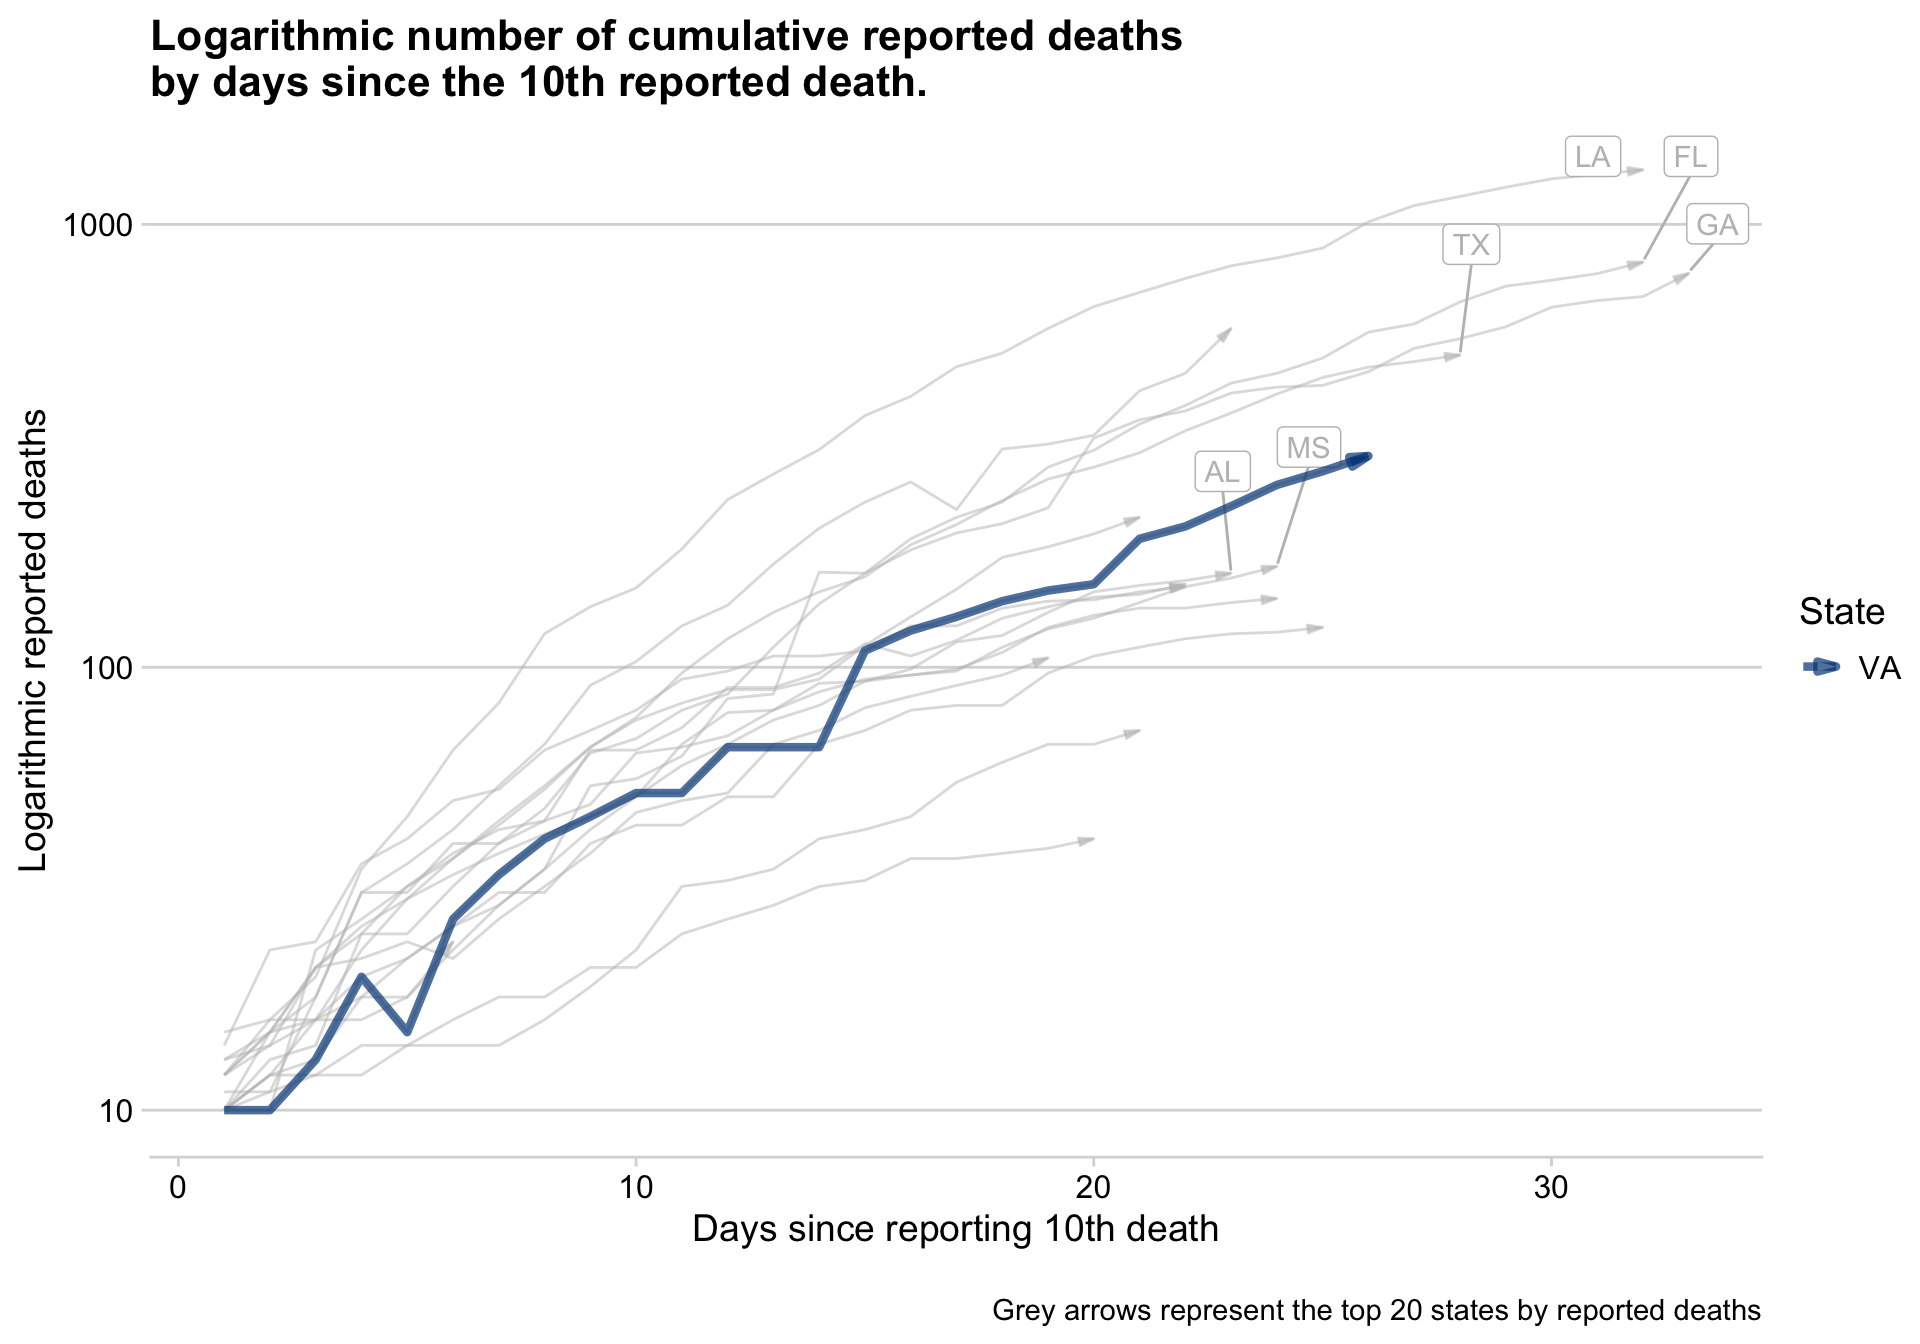 Logarithmic number of cumulative reported deaths
by days since the 10th reported death.
LA
FL
GA
TX
MS
AL
1000
100
10
Logarithmic reported deaths
0
10
20
30
Days since reporting 10th death
State
VA
Grey arrows represent the top 20 states by reported deaths